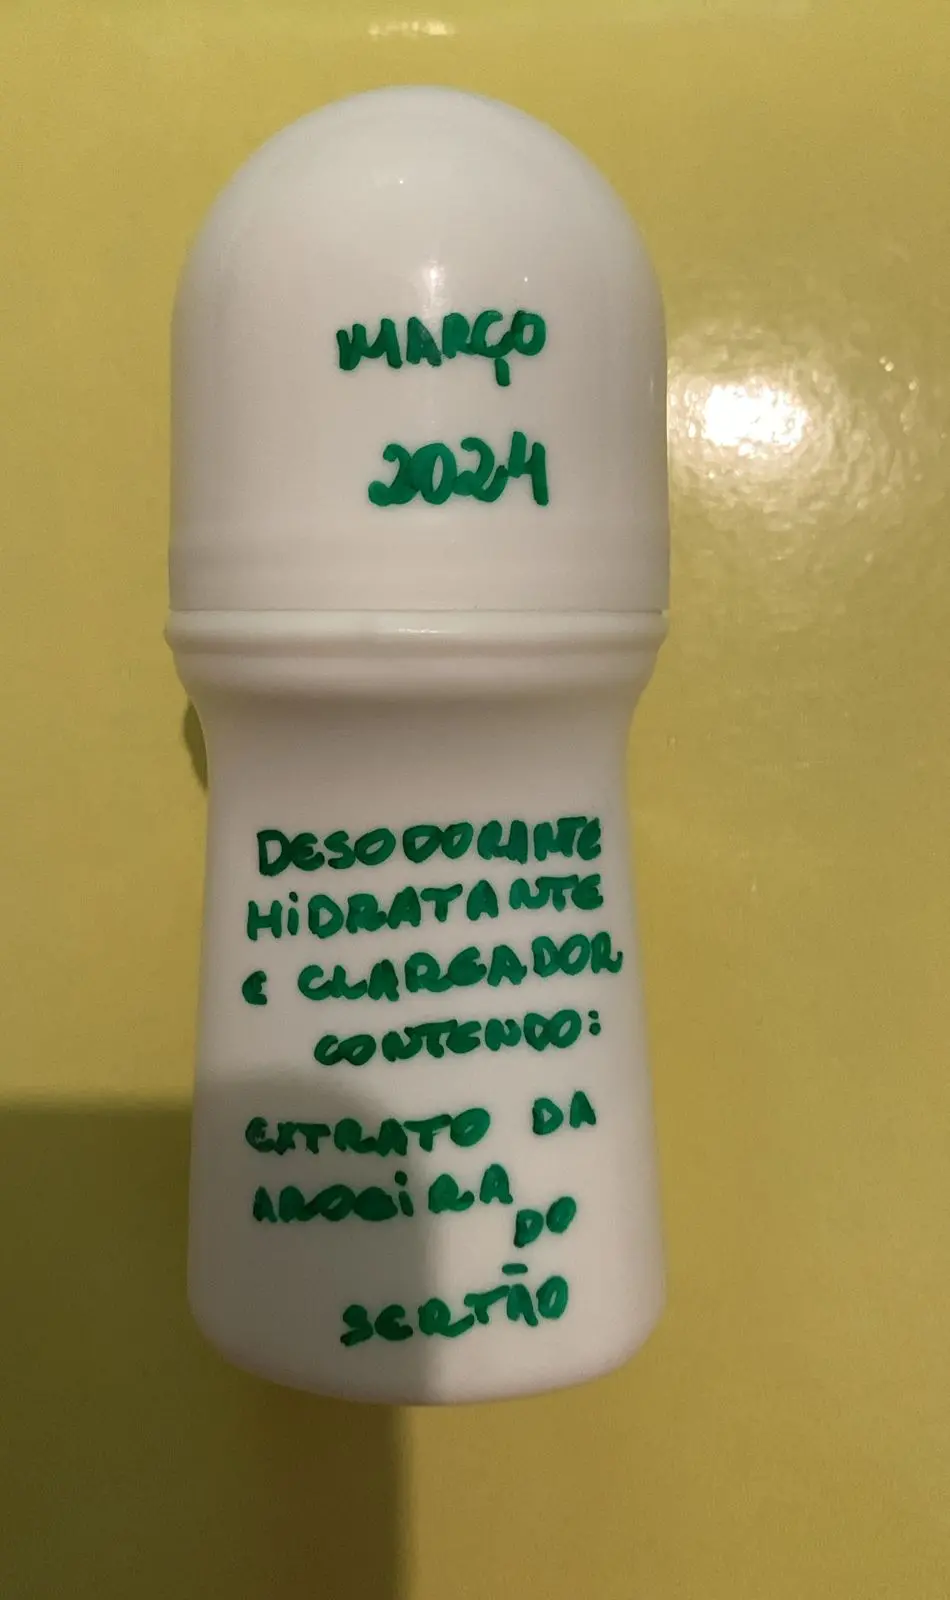 MARÇO
2024
DESODORANTE
HiDRATANTE
E CLAREADOR
CONTENDO:
EXTRATO DA
AROEiRA
DO
SERTÃO